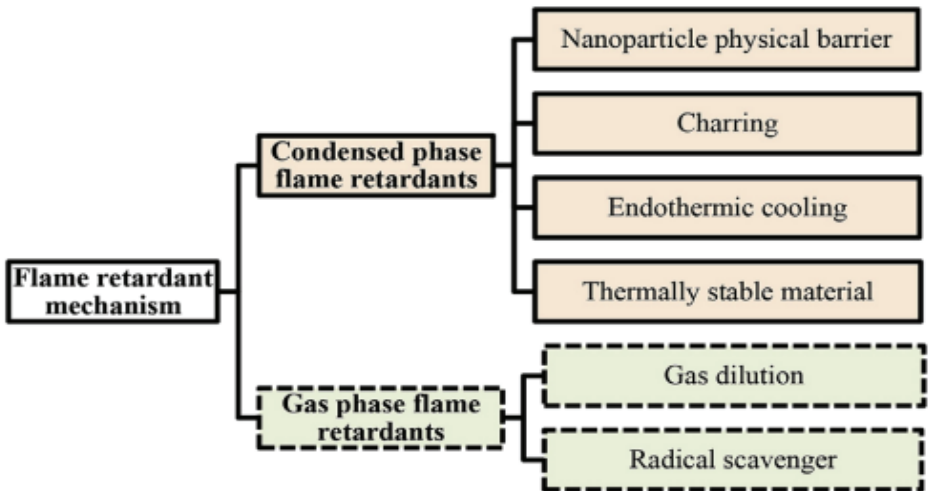 Nanoparticle physical barrier
Charring
Condensed phase
flame retardants
Endothermic cooling
Thermally stable material
Flame retardant
mechanism
Gas dilution
Gas phase flame
retardants
Radical scavenger